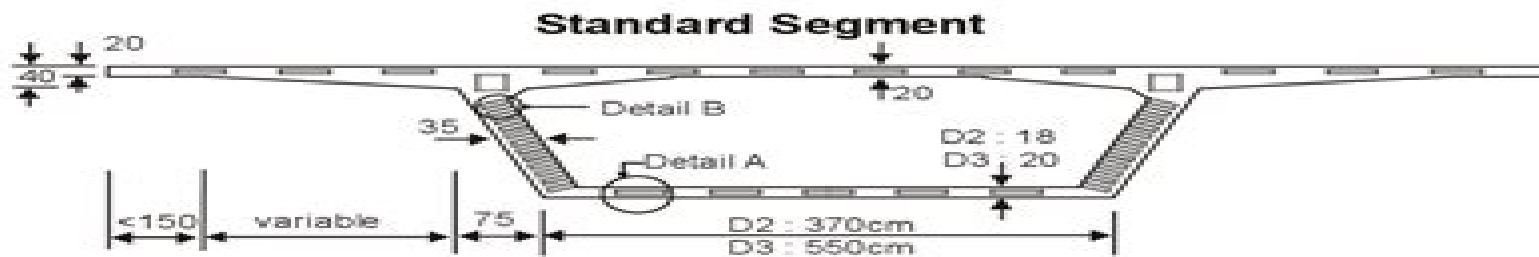 Standard Segment
20
40
20
Detail B
35
D2 : 18
D3 : 20
Detail A
<150
variable
75
D2 : 370cm
D3 : 550cm